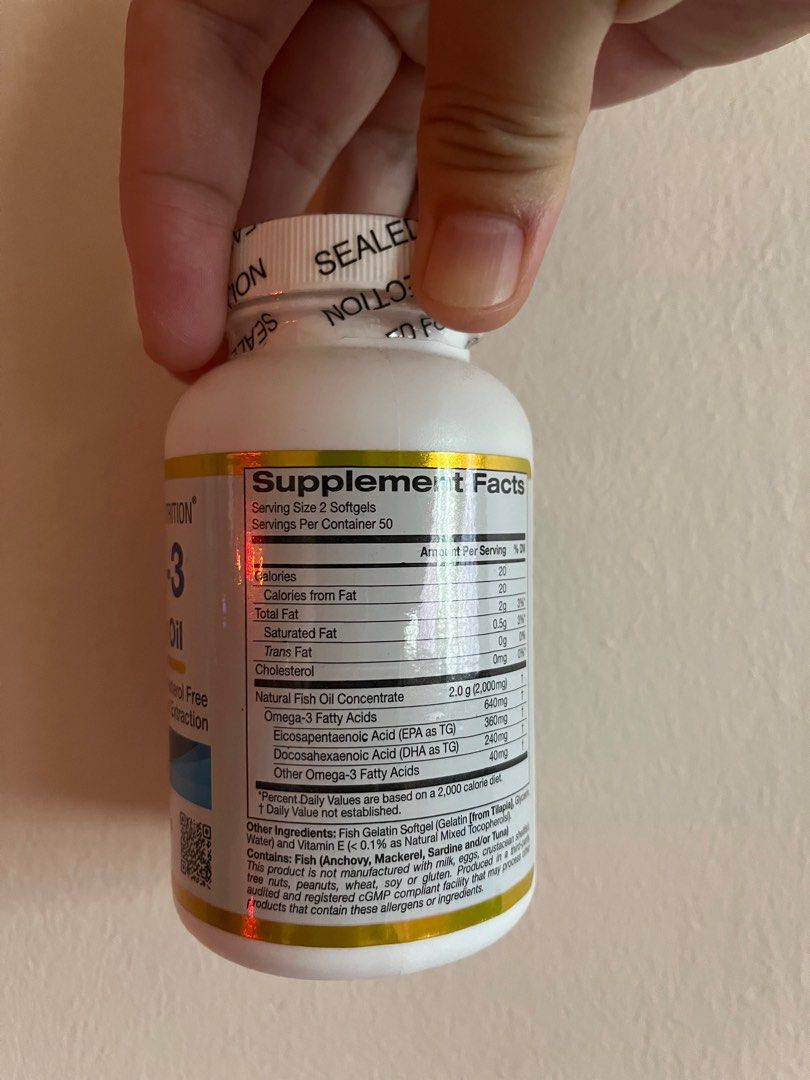 SEALED
NOL
ECTION
SEAL
ED FO
TRITION®
-3
Oil
sterol Free
Extraction
Supplement Facts
Serving Size 2 Softgels
Servings Per Container 50
Amount Per Serving % DV
Calories 20
Calories from Fat 20
Total Fat 2g 3%*
Saturated Fat 0.5g 3%*
Trans Fat 0g 0%
Cholesterol 0mg 0%*
Natural Fish Oil Concentrate 2.0 g (2,000mg) †
Omega-3 Fatty Acids 640mg †
Eicosapentaenoic Acid (EPA as TG) 360mg †
Docosahexaenoic Acid (DHA as TG) 240mg †
Other Omega-3 Fatty Acids 40mg †
*Percent Daily Values are based on a 2,000 calorie diet.
† Daily Value not established.
Other Ingredients: Fish Gelatin Softgel (Gelatin [from Tilapia], Glycerin,
Water) and Vitamin E (< 0.1% as Natural Mixed Tocopherols).
Contains: Fish (Anchovy, Mackerel, Sardine and/or Tuna)
This product is not manufactured with milk, eggs, crustacean shellfish,
tree nuts, peanuts, wheat, soy or gluten. Produced in a third-party
audited and registered cGMP compliant facility that may process other
products that contain these allergens or ingredients.